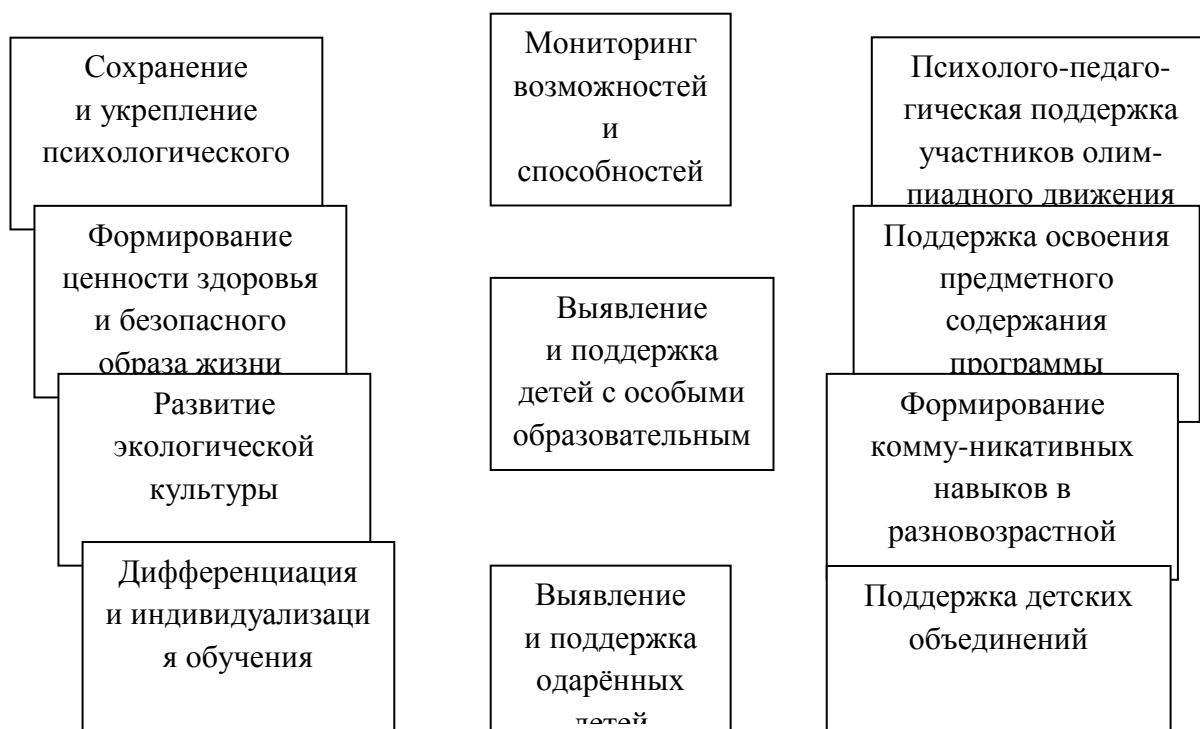 Сохранение
и укрепление
психологического
Формирование
ценности здоровья
и безопасного
образа жизни
Развитие
экологической
культуры
Дифференциация
и индивидуализаци
я обучения
Мониторинг
возможностей
и
способностей
Выявление
и поддержка
детей с особыми
образовательным
Выявление
и поддержка
одарённых
детей
Психолого-педаго-
гическая поддержка
участников олим-
пиадного движения
Поддержка освоения
предметного
содержания
программы
Формирование
комму-никативных
навыков в
разновозрастной
Поддержка детских
объединений